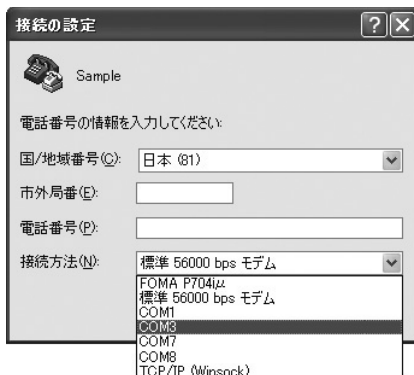 接続の設定
Sample
電話番号の情報を入力してください:
国/地域番号(C): 日本 (81)
市外局番(E):
電話番号(P):
接続方法(N): 標準 56000 bps モデム
FOMA P704iμ
標準 56000 bps モデム
COM1
COM3
COM7
COM8
TCP/IP (Winsock)